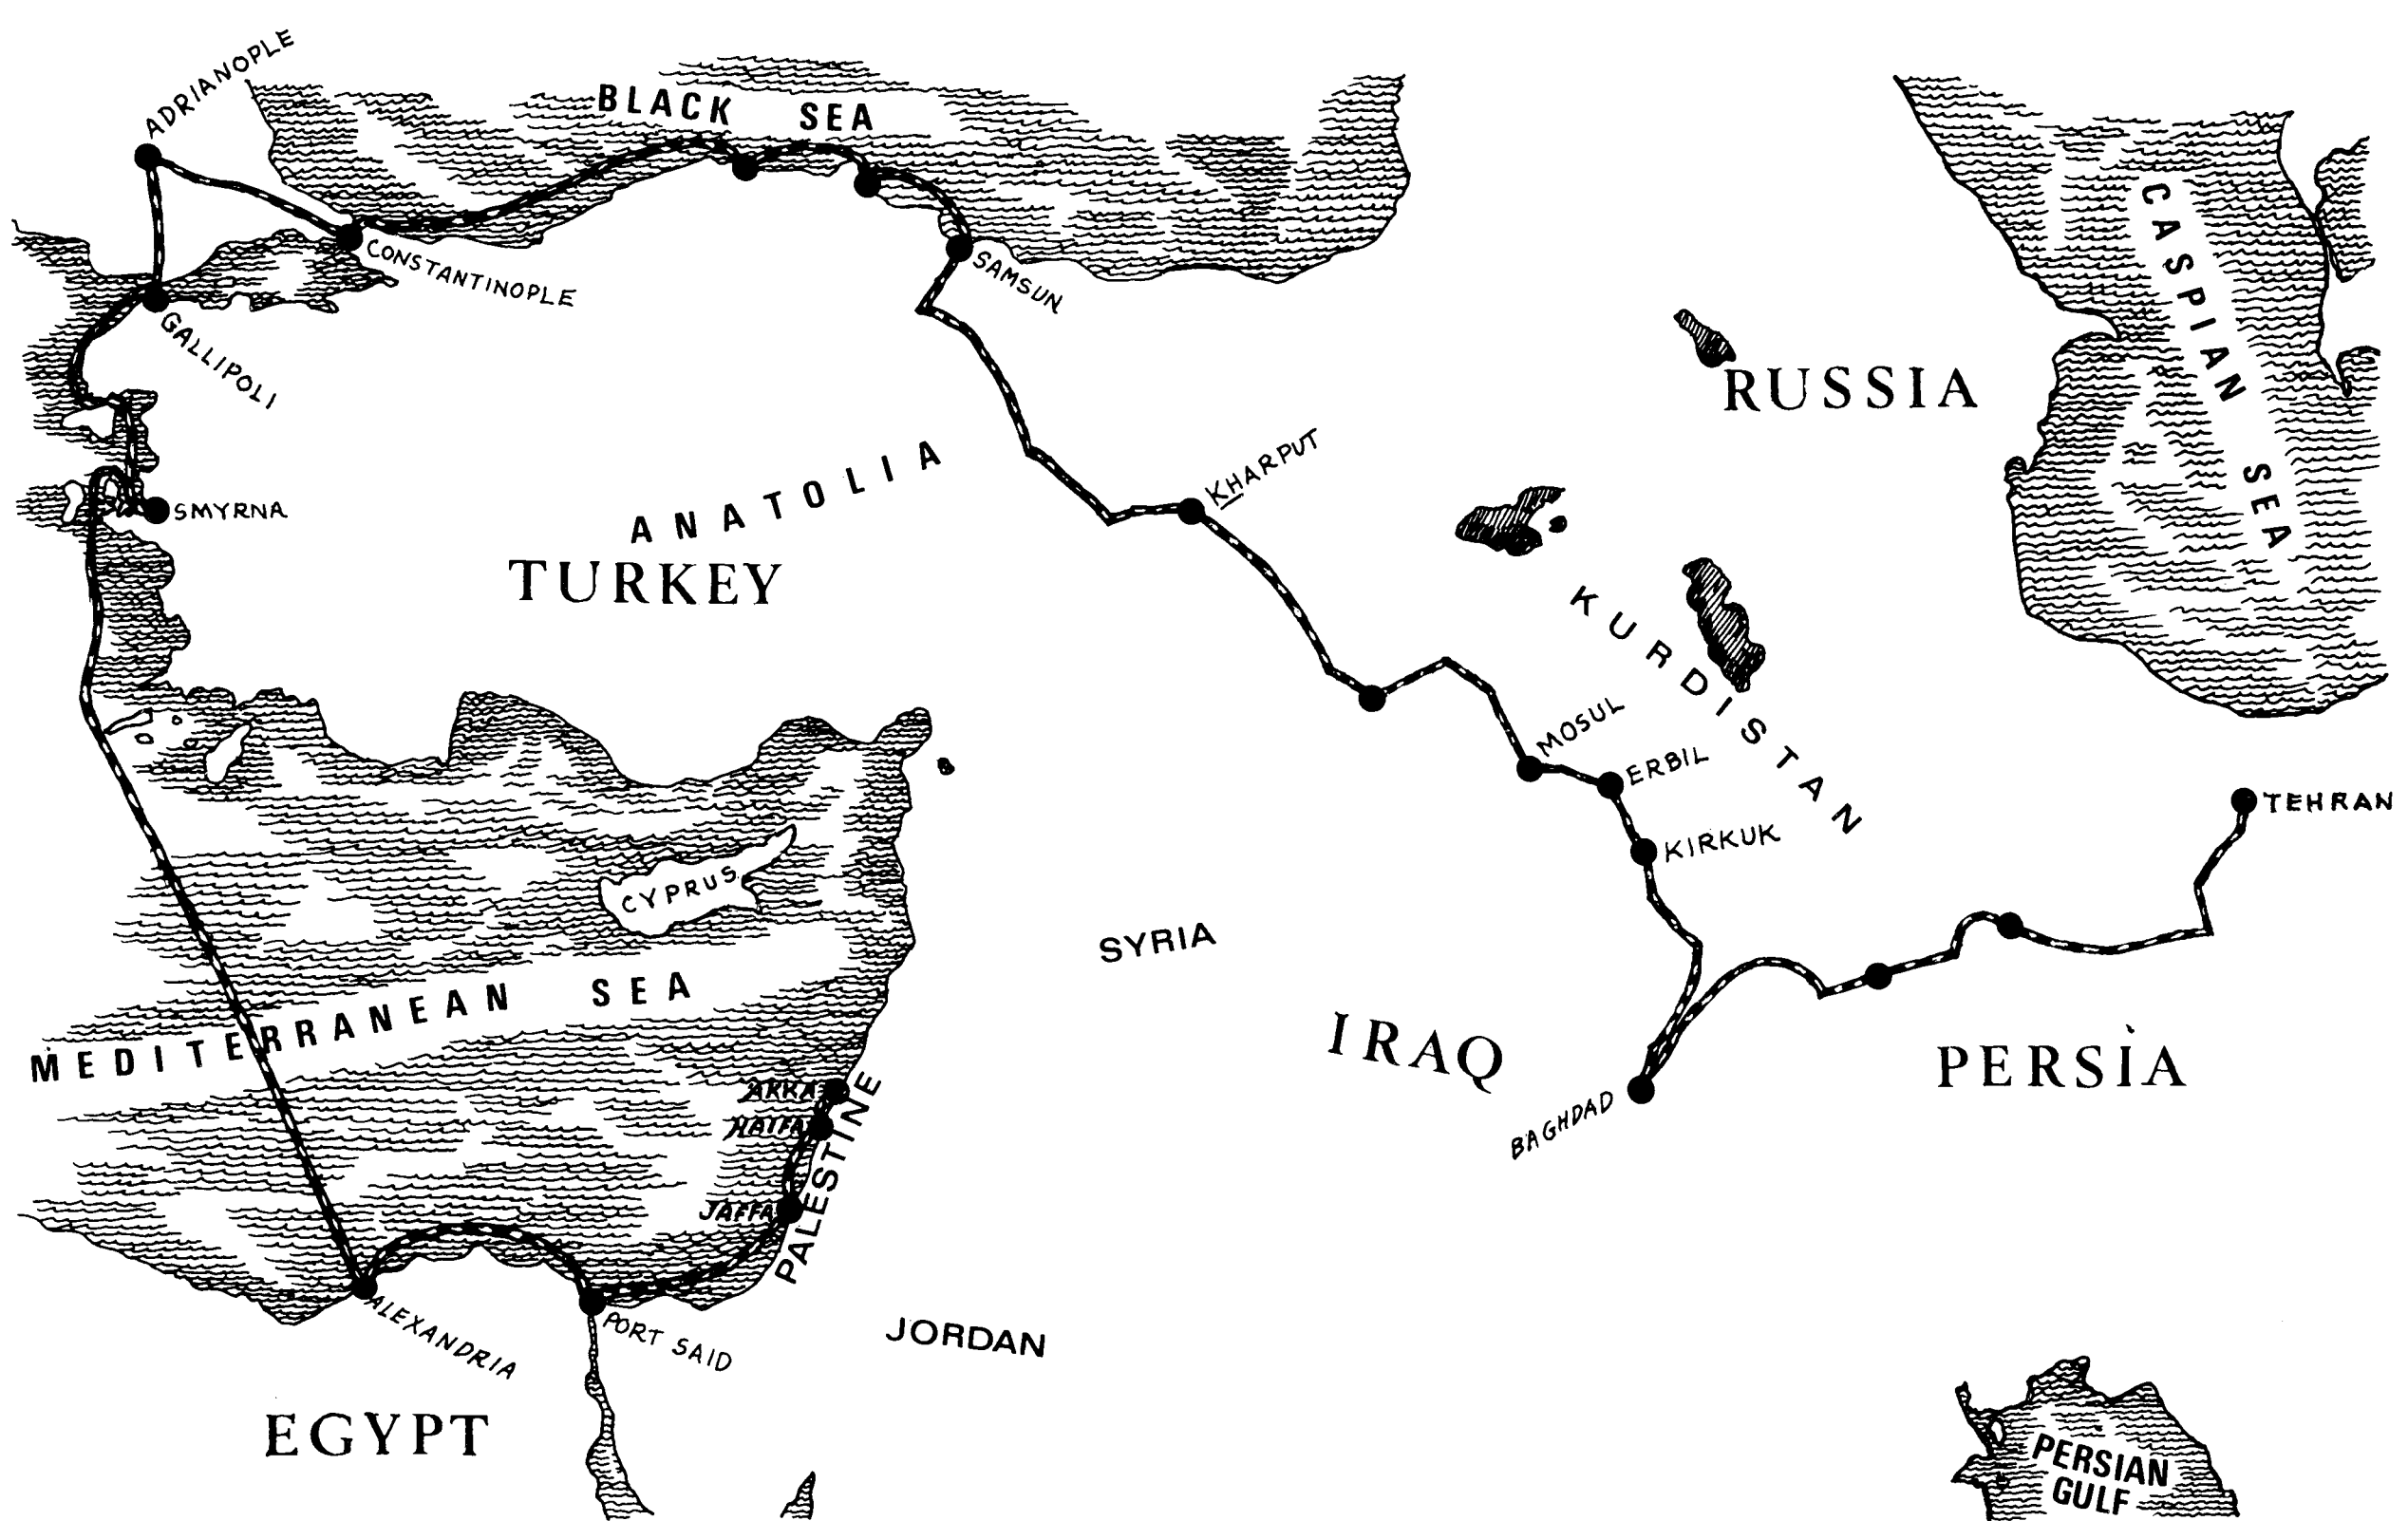 ADRIANOPLE
BLACK SEA
CASPIAN SEA
CONSTANTINOPLE
SAMSUN
GALLIPOLI
RUSSIA
KHARPUT
ANATOLIA
SMYRNA
TURKEY
KURDISTAN
MOSUL
ERBIL
TEHRAN
KIRKUK
CYPRUS
SYRIA
MEDITERRANEAN SEA
IRAQ
PERSIA
AKKA
BAGHDAD
HAIFA
PALESTINE
JAFFA
ALEXANDRIA
PORT SAID
JORDAN
EGYPT
PERSIAN
GULF